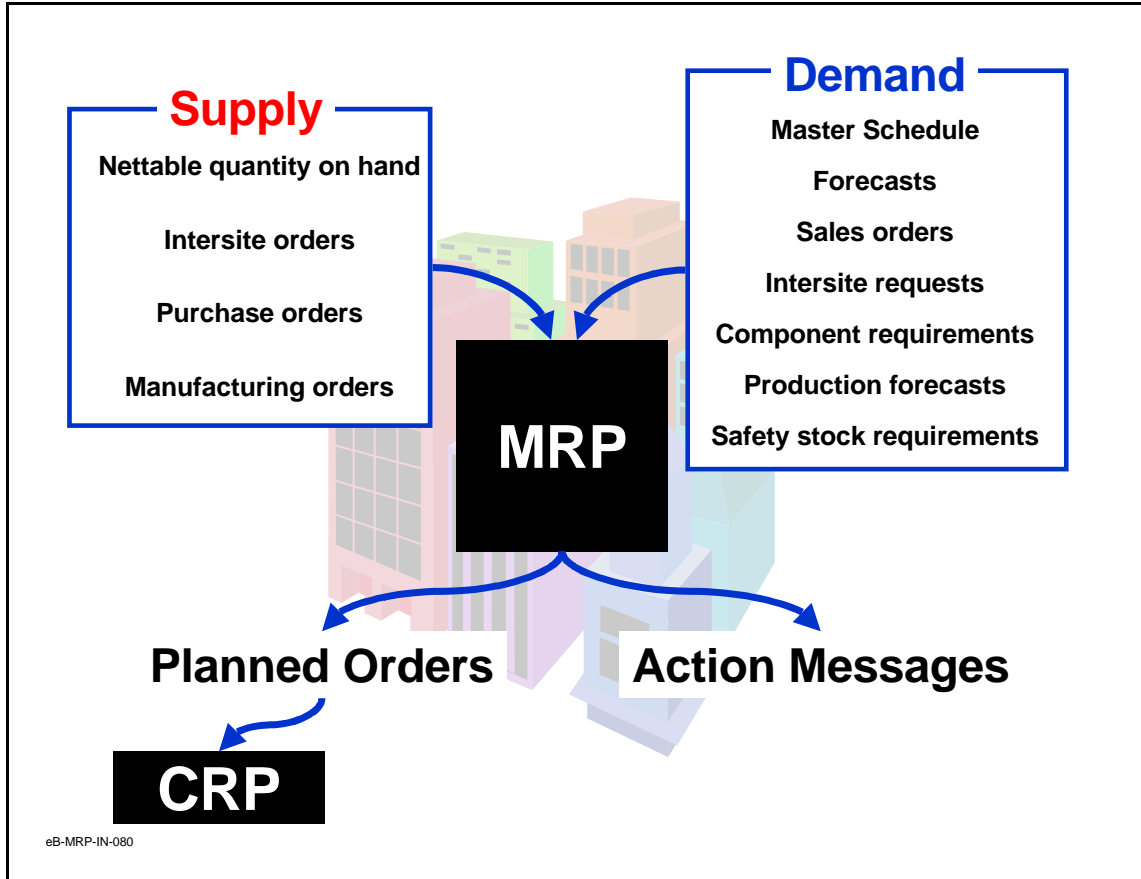 Supply
Nettable quantity on hand
Intersite orders
Purchase orders
Manufacturing orders
Demand
Master Schedule
Forecasts
Sales orders
Intersite requests
Component requirements
Production forecasts
Safety stock requirements
MRP
Planned Orders
Action Messages
CRP
eB-MRP-IN-080